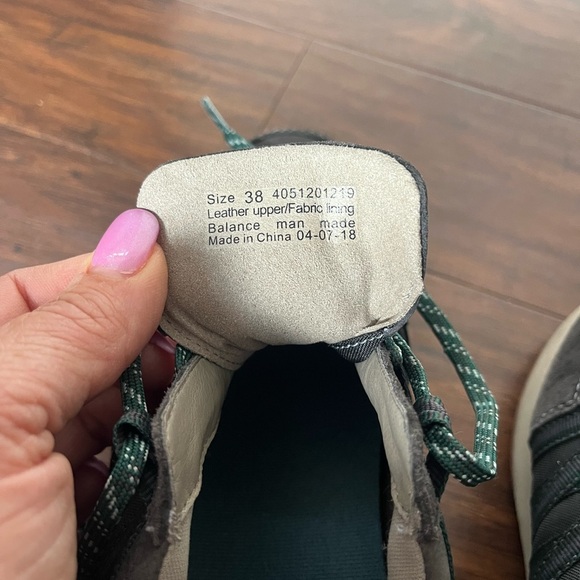 Size 38 4051201219
Leather upper/Fabric lining
Balance man made
Made in China 04-07-18